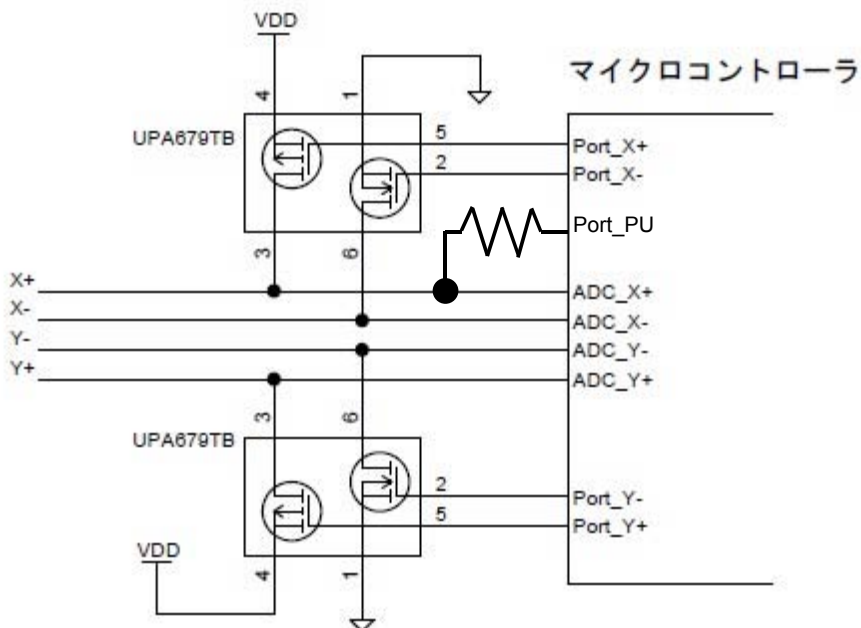 VDD
マイクロコントローラ
4
1
UPA679TB
5
Port_X+
2
Port_X-
Port_PU
3
6
X+
ADC_X+
X-
ADC_X-
Y-
ADC_Y-
Y+
ADC_Y+
3
6
UPA679TB
2
Port_Y-
5
Port_Y+
VDD
4
1